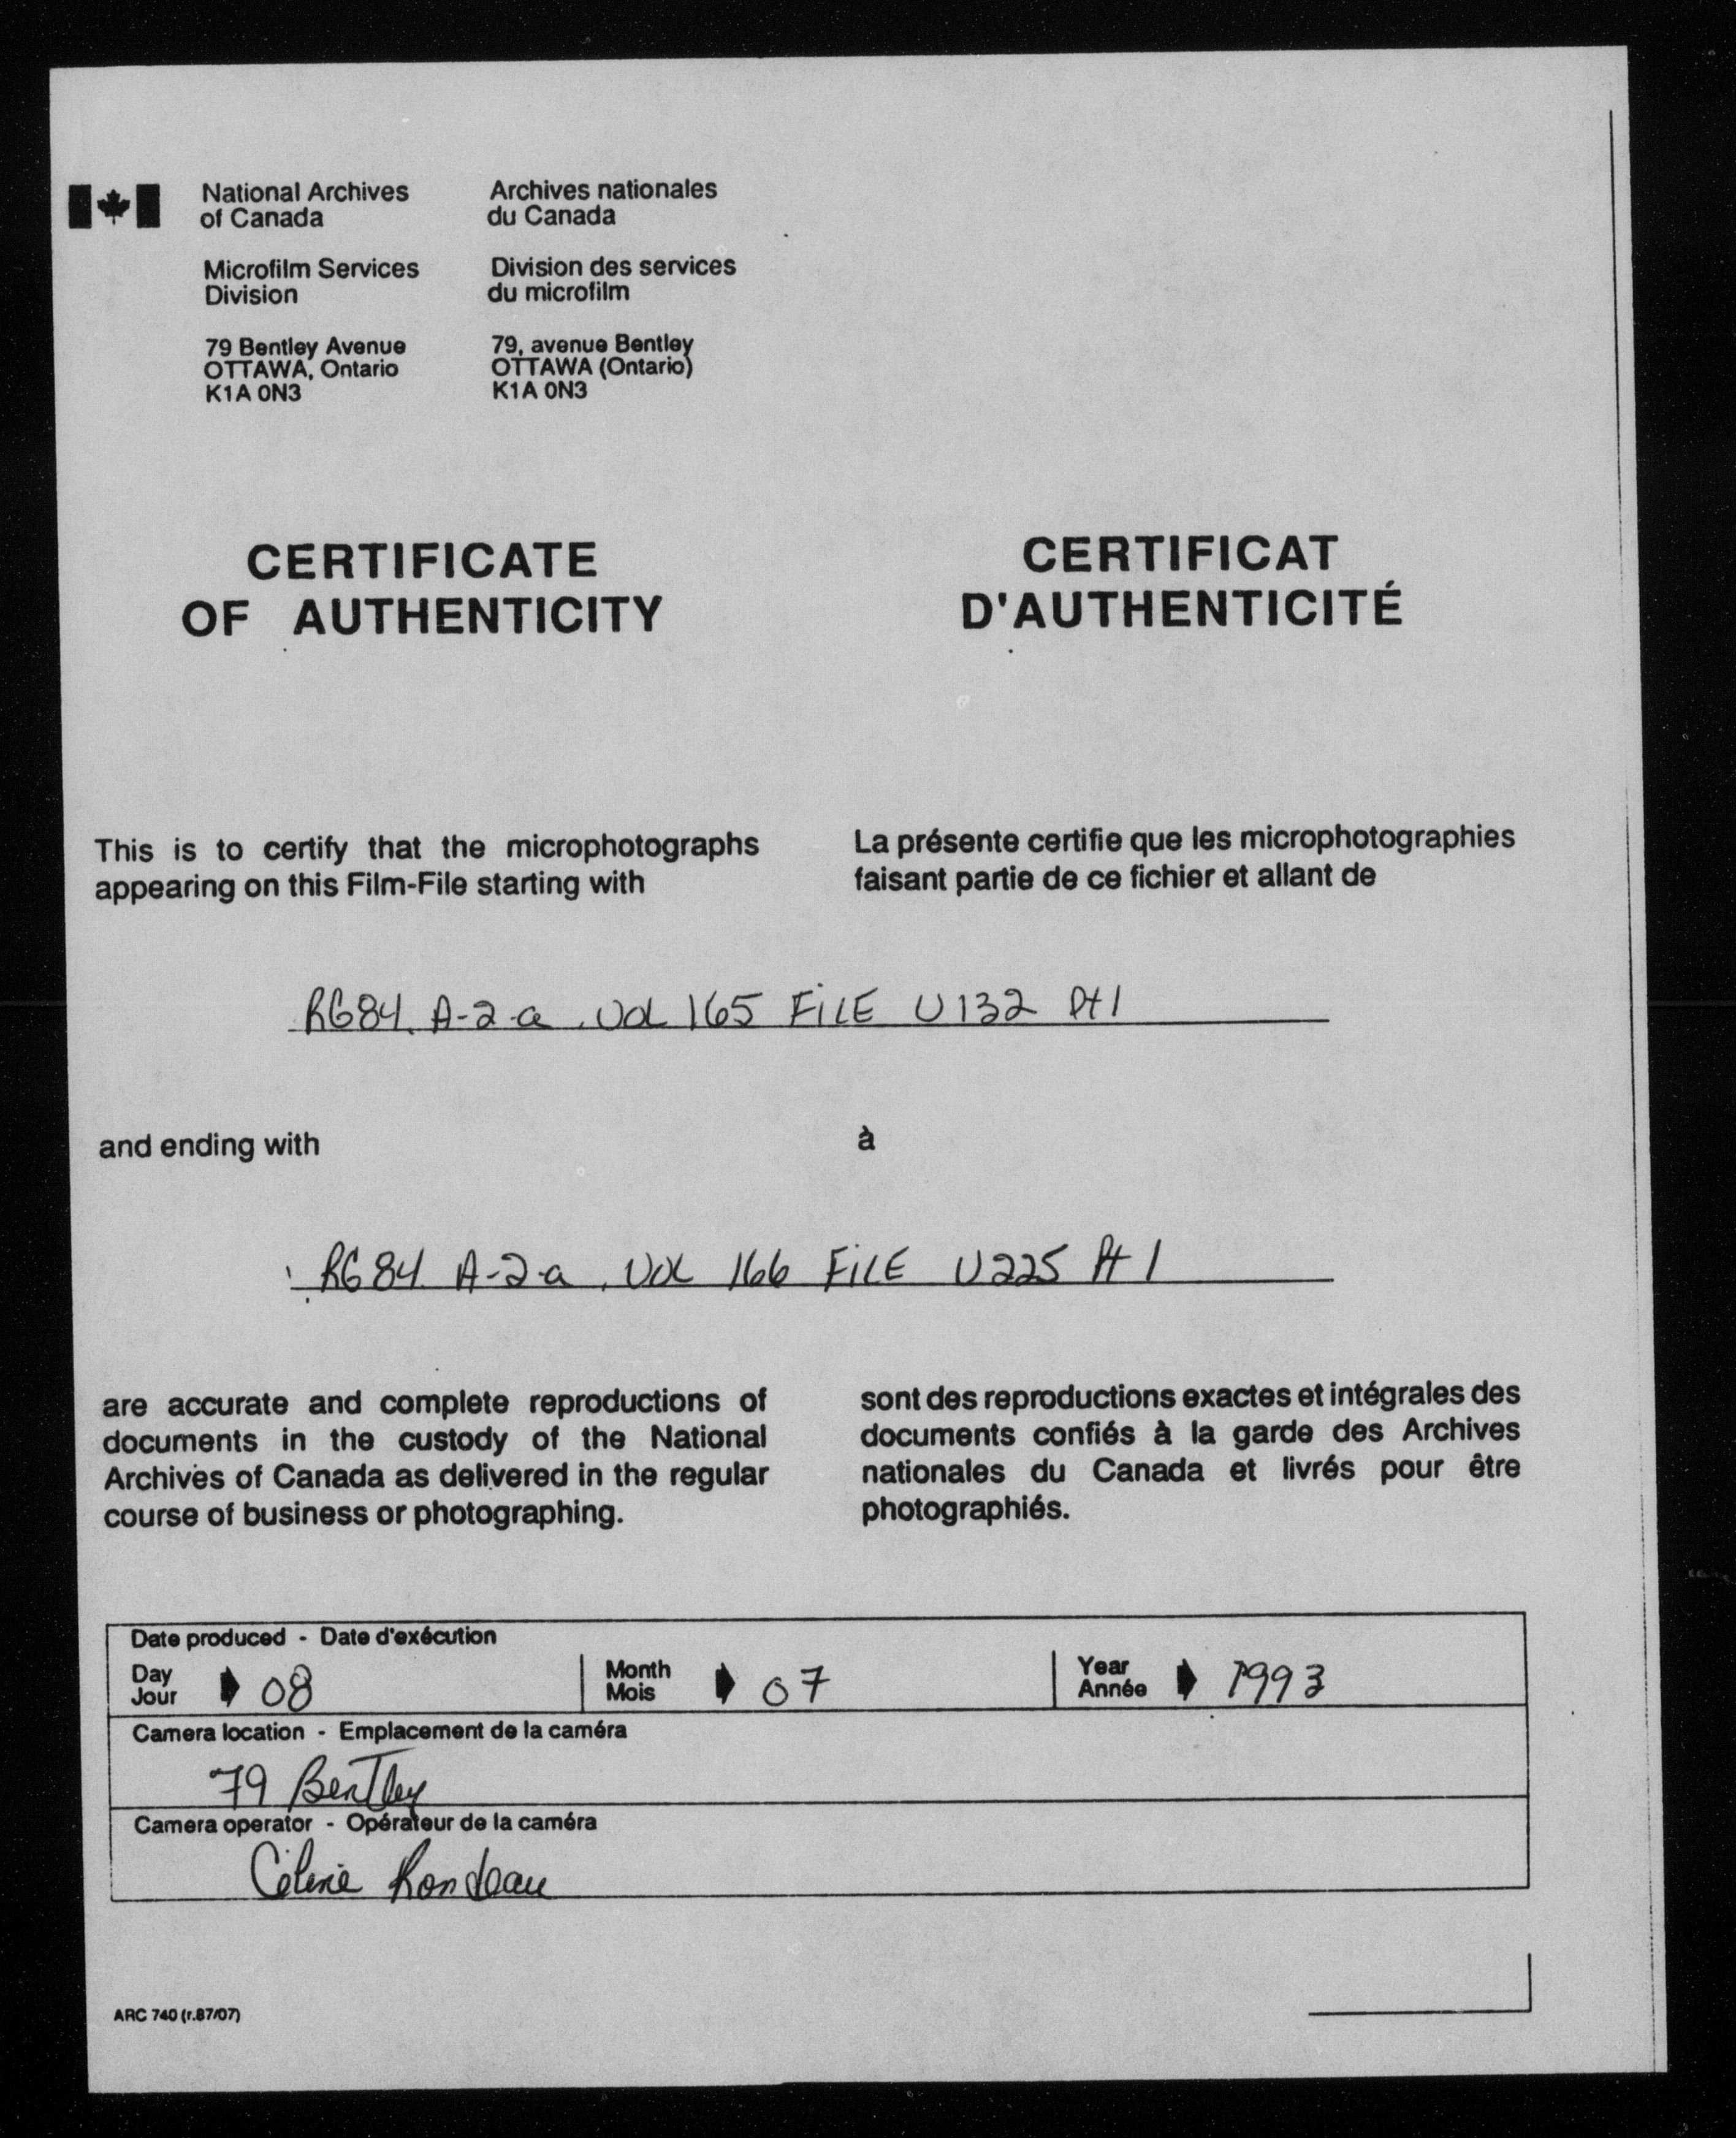 National Archives
of Canada
Archives nationales
du Canada
Microfilm Services
Division
Division des services
du microfilm
79 Bentley Avenue
OTTAWA, Ontario
K1A 0N3
79, avenue Bentley
OTTAWA (Ontario)
K1A 0N3
CERTIFICATE
OF AUTHENTICITY
CERTIFICAT
D'AUTHENTICITÉ
This is to certify that the microphotographs
appearing on this Film-File starting with
La présente certifie que les microphotographies
faisant partie de ce fichier et allant de
RG84, A-2-a, VOL 165 FILE U132 Pt 1
and ending with
à
RG84 A-2-a, VOL 166 FILE U225 Pt 1
are accurate and complete reproductions of
documents in the custody of the National
Archives of Canada as delivered in the regular
course of business or photographing.
sont des reproductions exactes et intégrales des
documents confiés à la garde des Archives
nationales du Canada et livrés pour être
photographiés.
Date produced - Date d'exécution
Day
Jour
08
Month
Mois
07
Year
Année
1993
Camera location - Emplacement de la caméra
79 Bentley
Camera operator - Opérateur de la caméra
Céline Rondeau
ARC 740 (r.87/07)